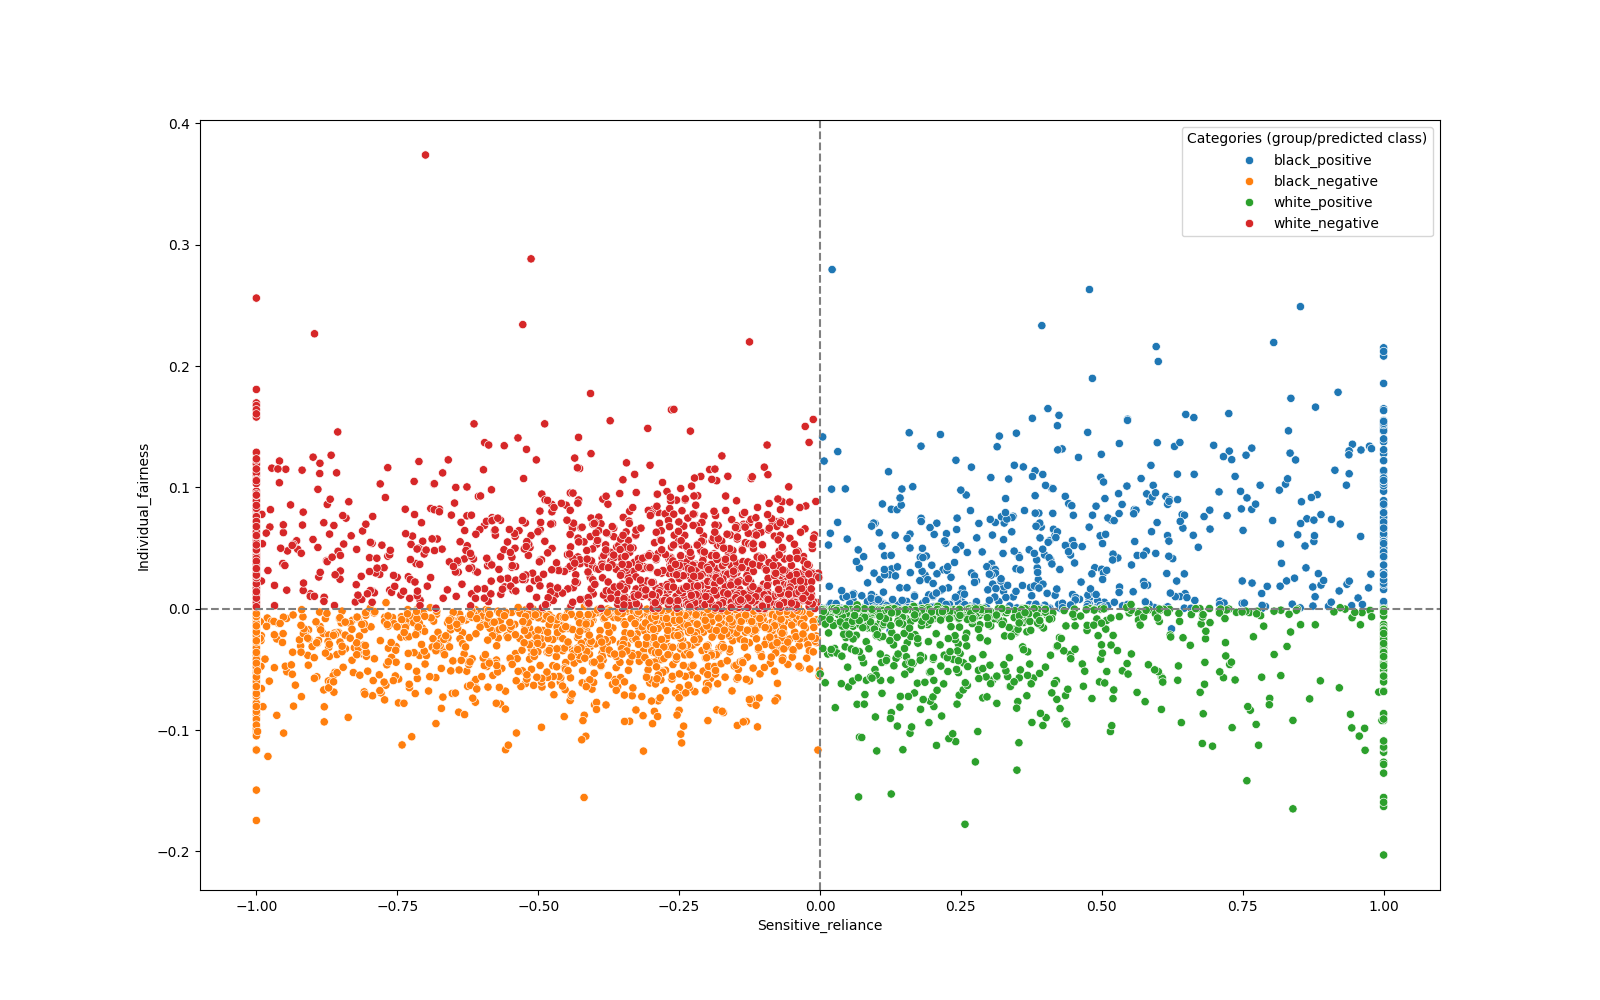 Categories (group/predicted class)
black_positive
black_negative
white_positive
white_negative
0.4
0.3
0.2
0.1
0.0
−0.1
−0.2
Individual_fairness
−1.00
−0.75
−0.50
−0.25
0.00
0.25
0.50
0.75
1.00
Sensitive_reliance